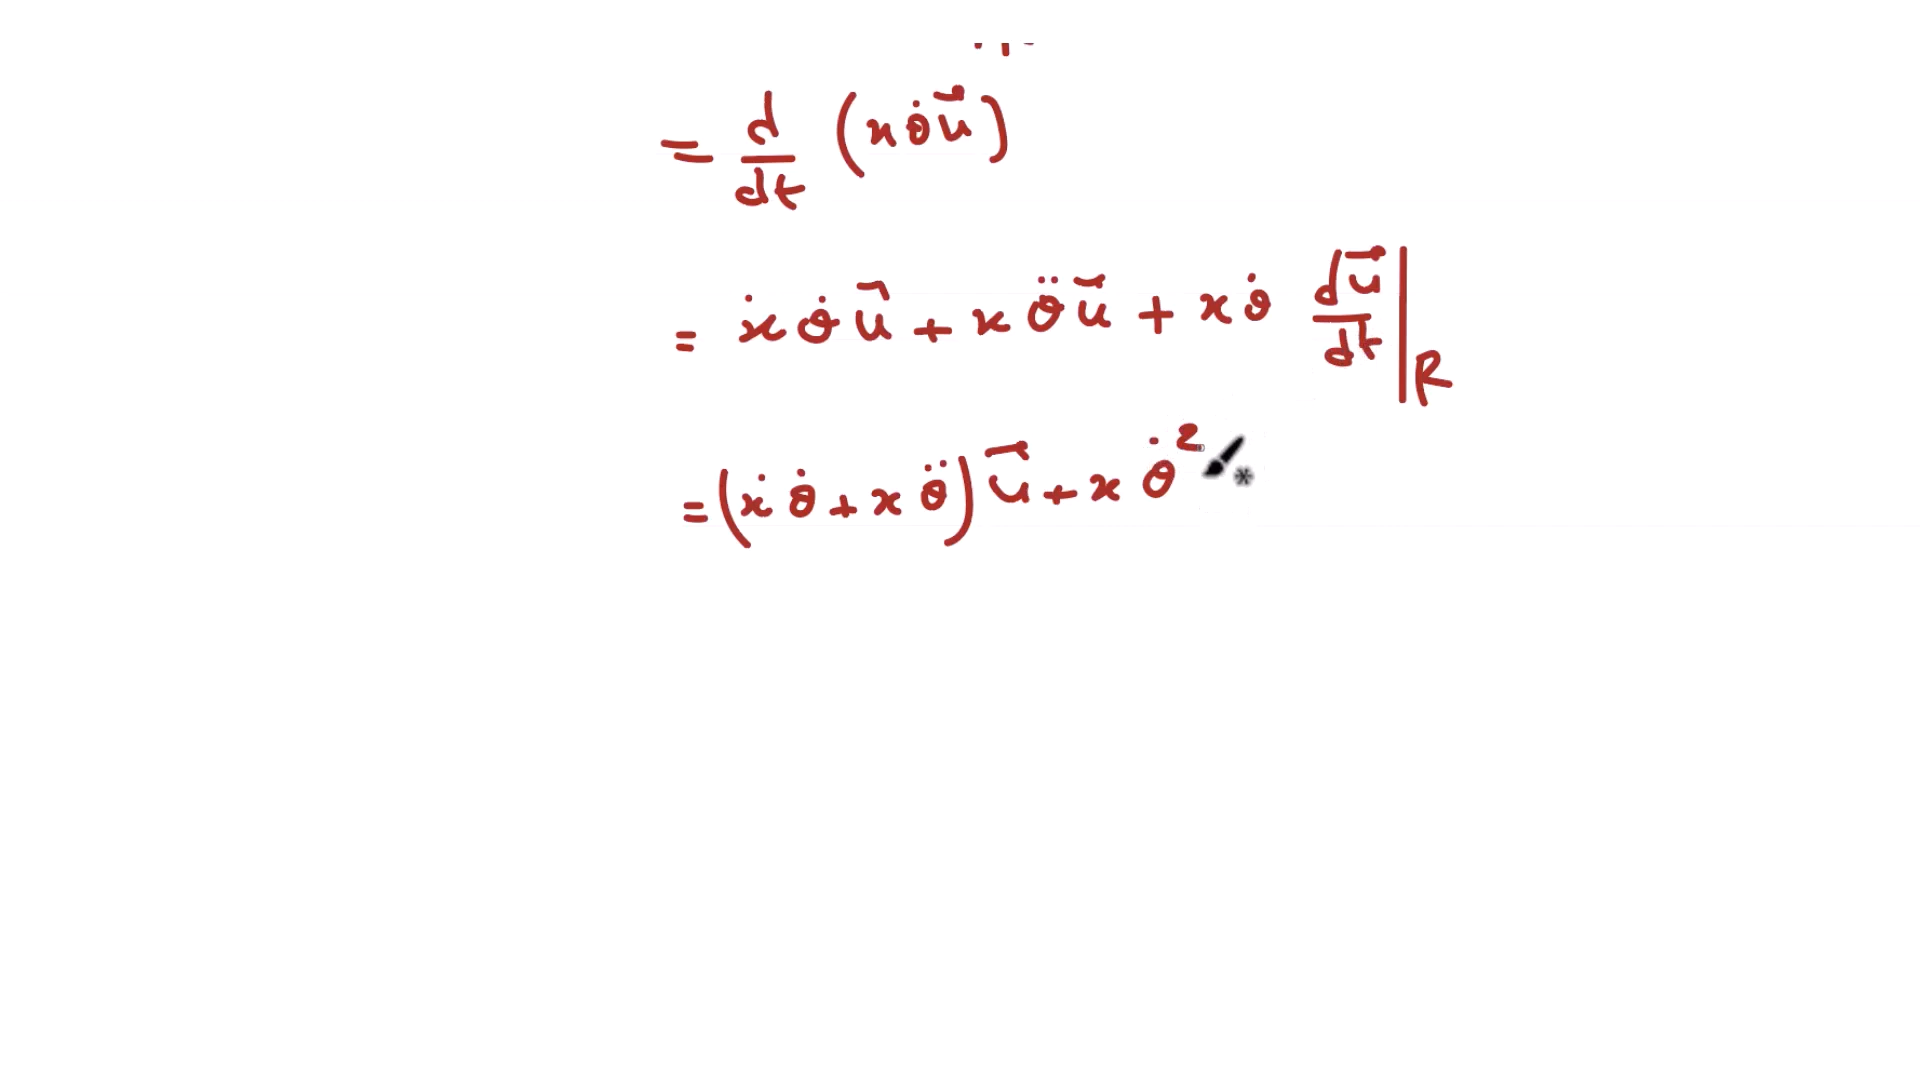 = d/dt (x θ̇ u⃗)
= ẋ θ̇ u⃗ + x θ̈ u⃗ + x θ̇ du⃗/dt |R
= (ẋ θ̇ + x θ̈) u⃗ + x θ̇²